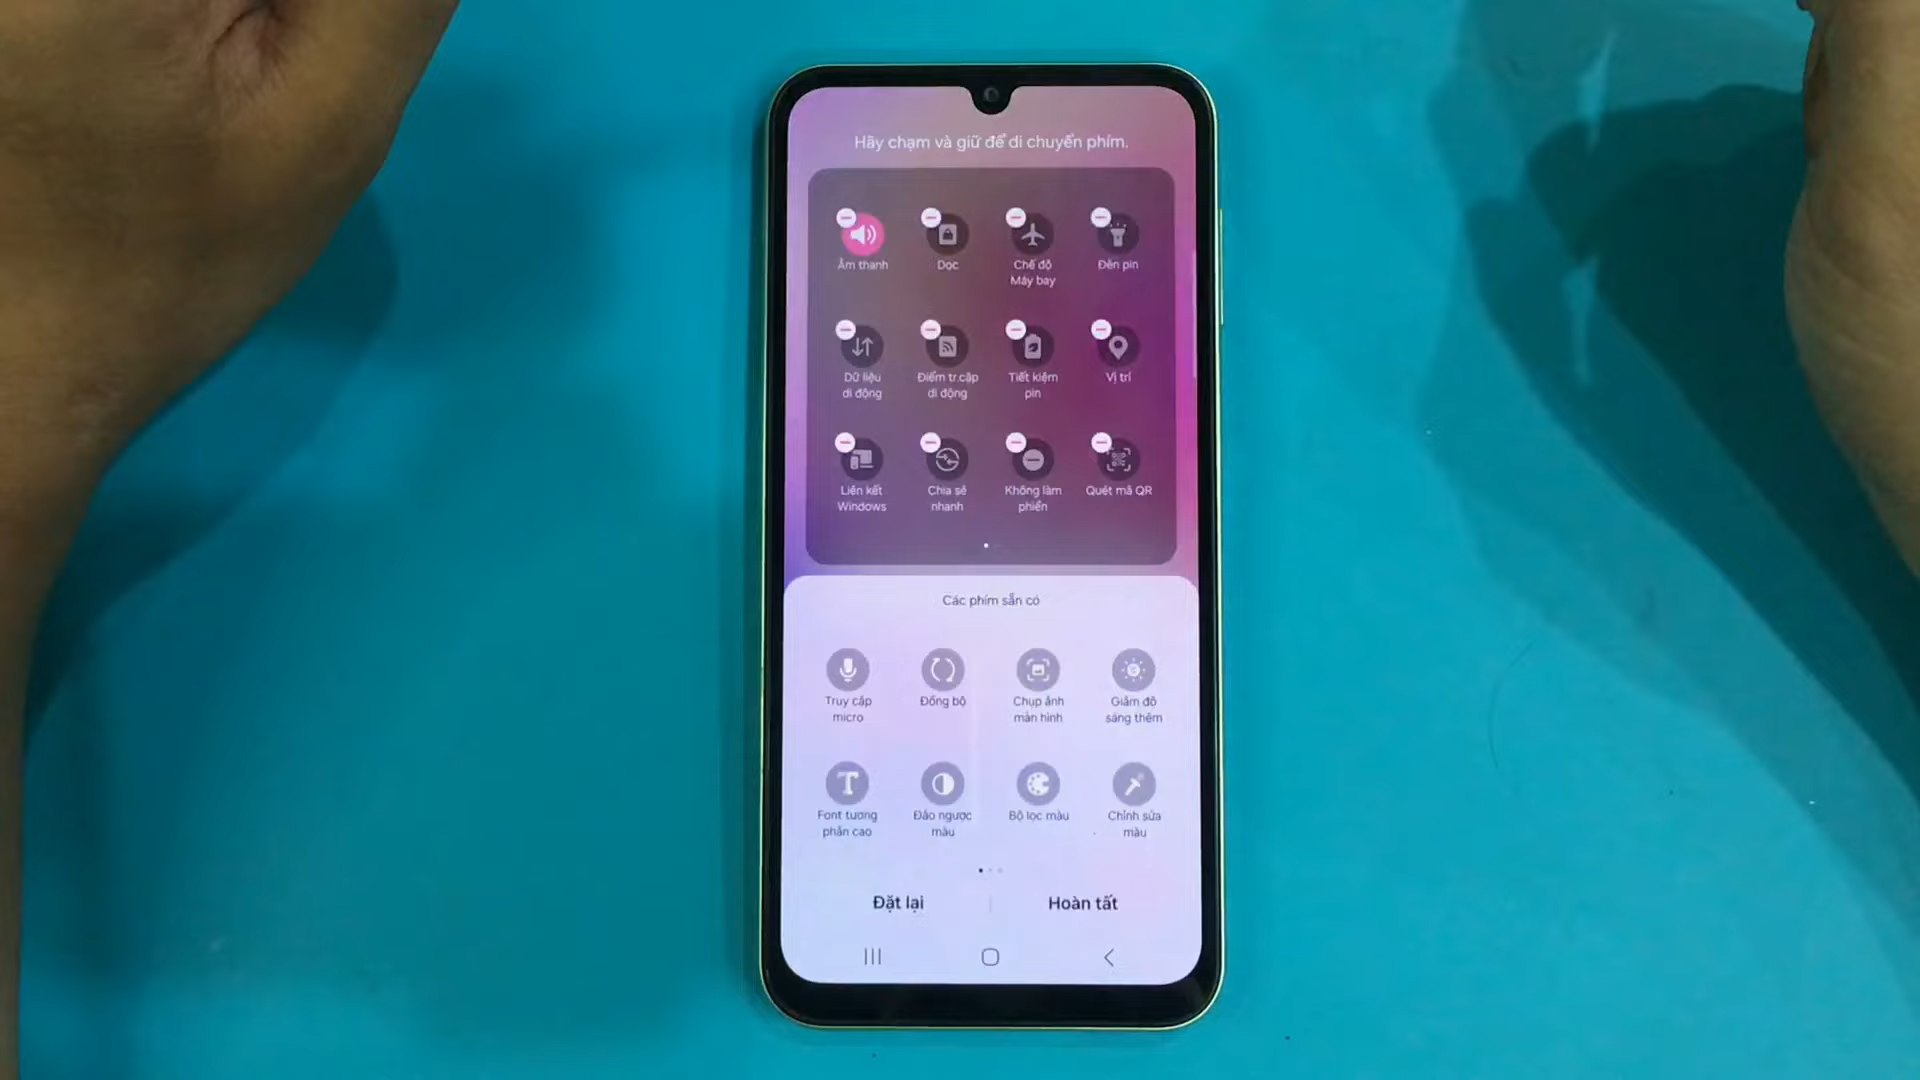 Hãy chạm và giữ để di chuyển phím.
Âm thanh
Dọc
Chế độ
Máy bay
Đèn pin
Dữ liệu
di động
Điểm tr.cập
di động
Tiết kiệm
pin
Vị trí
Liên kết
Windows
Chia sẻ
nhanh
Không làm
phiền
Quét mã QR
Các phím sẵn có
Truy cập
micro
Đồng bộ
Chụp ảnh
màn hình
Giảm độ
sáng thêm
Font tương
phản cao
Đảo ngược
màu
Bộ lọc màu
Chỉnh sửa
màu
Đặt lại
Hoàn tất